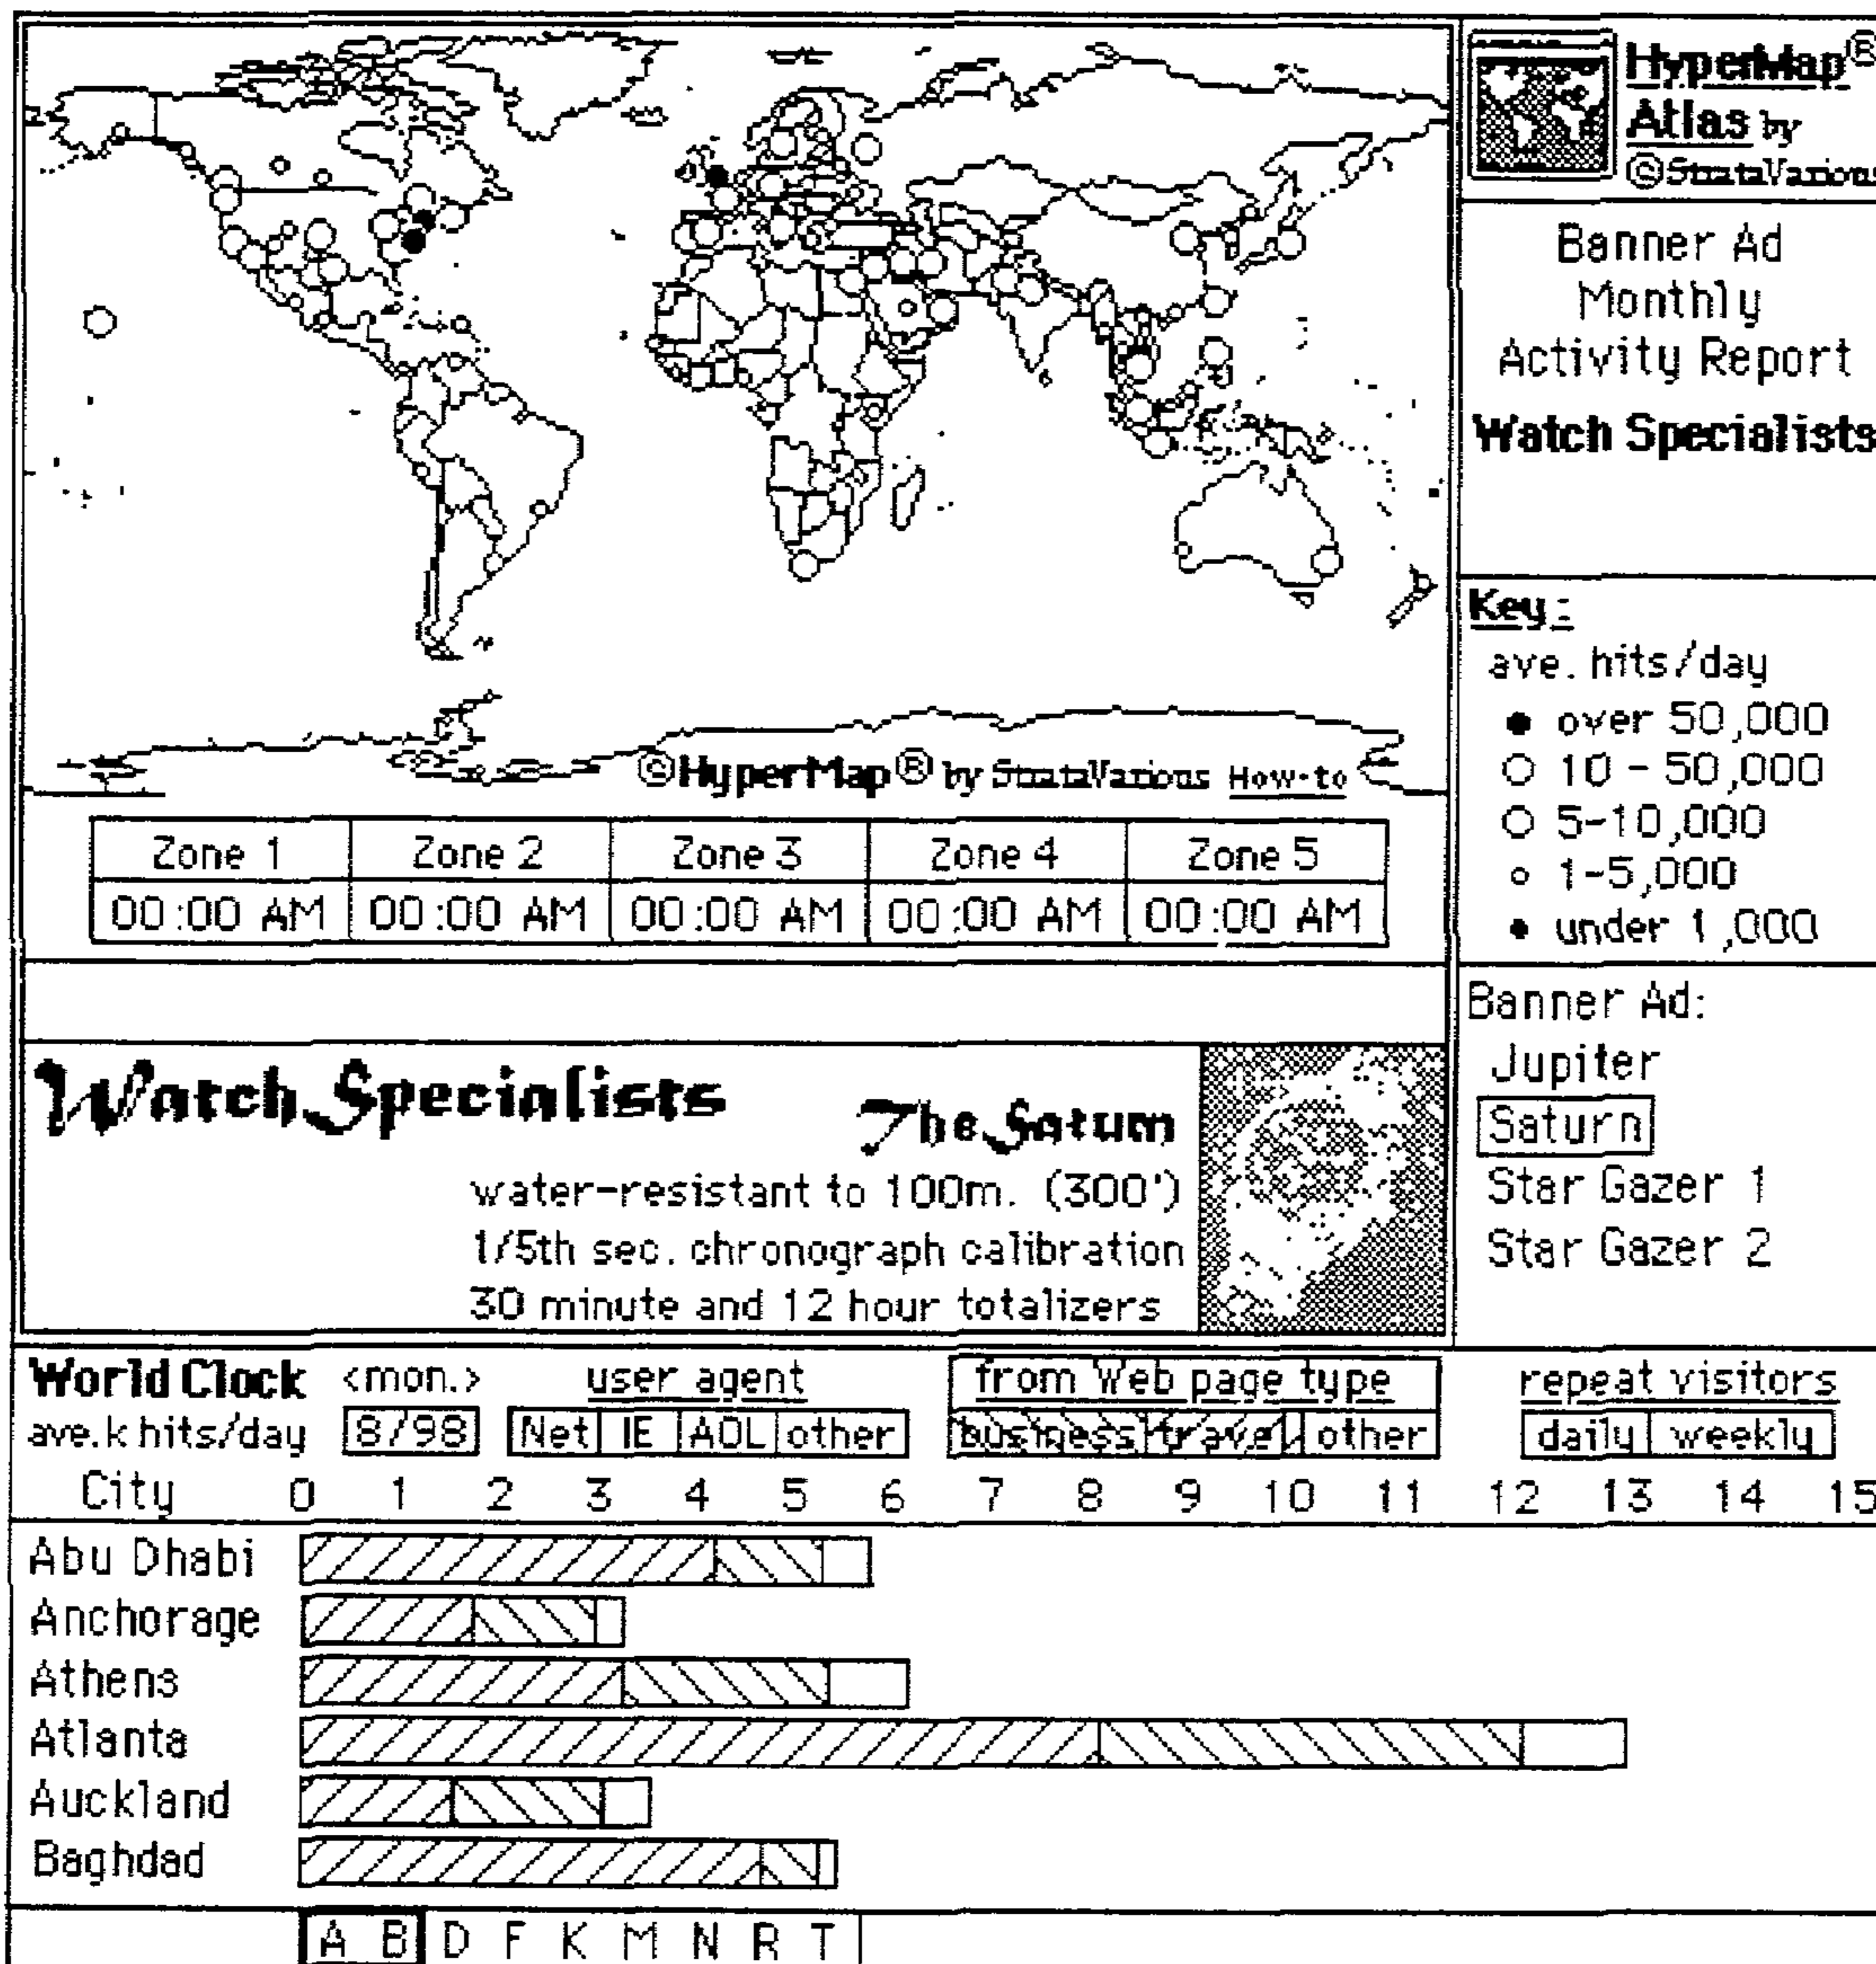 HyperMap®
Atlas by
©StrataVarious
Banner Ad
Monthly
Activity Report
Watch Specialists
Key:
ave. hits/day
over 50,000
10 - 50,000
5-10,000
1-5,000
under 1,000
©HyperMap® by StrataVarious How-to
Zone 1 Zone 2 Zone 3 Zone 4 Zone 5
00:00 AM 00:00 AM 00:00 AM 00:00 AM 00:00 AM
Banner Ad:
Jupiter
Saturn
Star Gazer 1
Star Gazer 2
Watch Specialists
The Saturn
water-resistant to 100m. (300')
1/5th sec. chronograph calibration
30 minute and 12 hour totalizers
World Clock <mon.> user agent from Web page type repeat visitors
ave.k hits/day 8/98 Net IE AOL other business travel other daily weekly
City 0 1 2 3 4 5 6 7 8 9 10 11 12 13 14 15
Abu Dhabi
Anchorage
Athens
Atlanta
Auckland
Baghdad
A B D F K M N R T